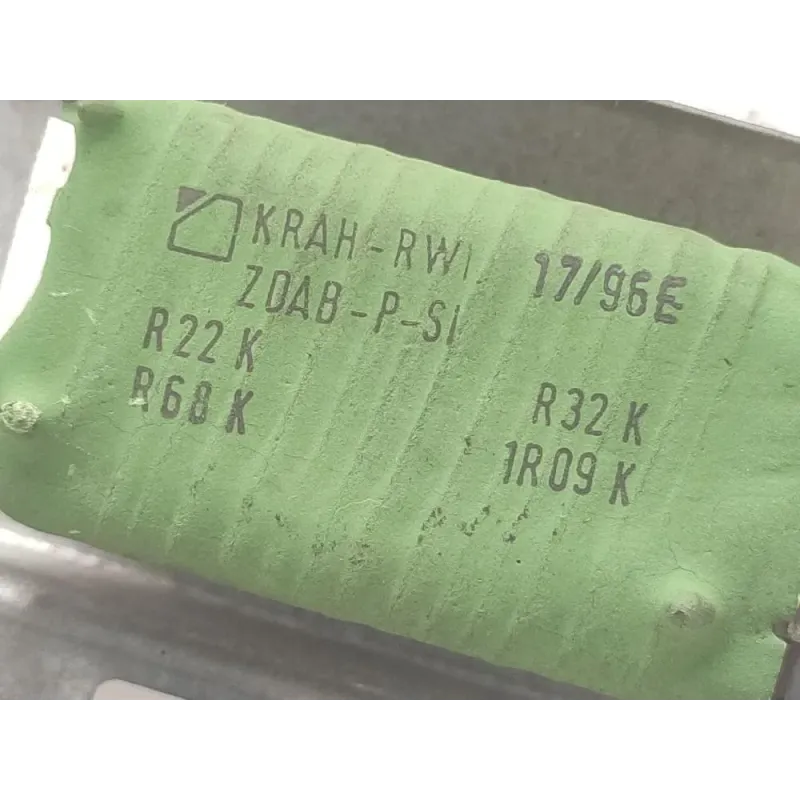 KRAH-RWI 17/96E
ZDAB-P-SI
R22 K
R68 K
R32 K
1R09 K